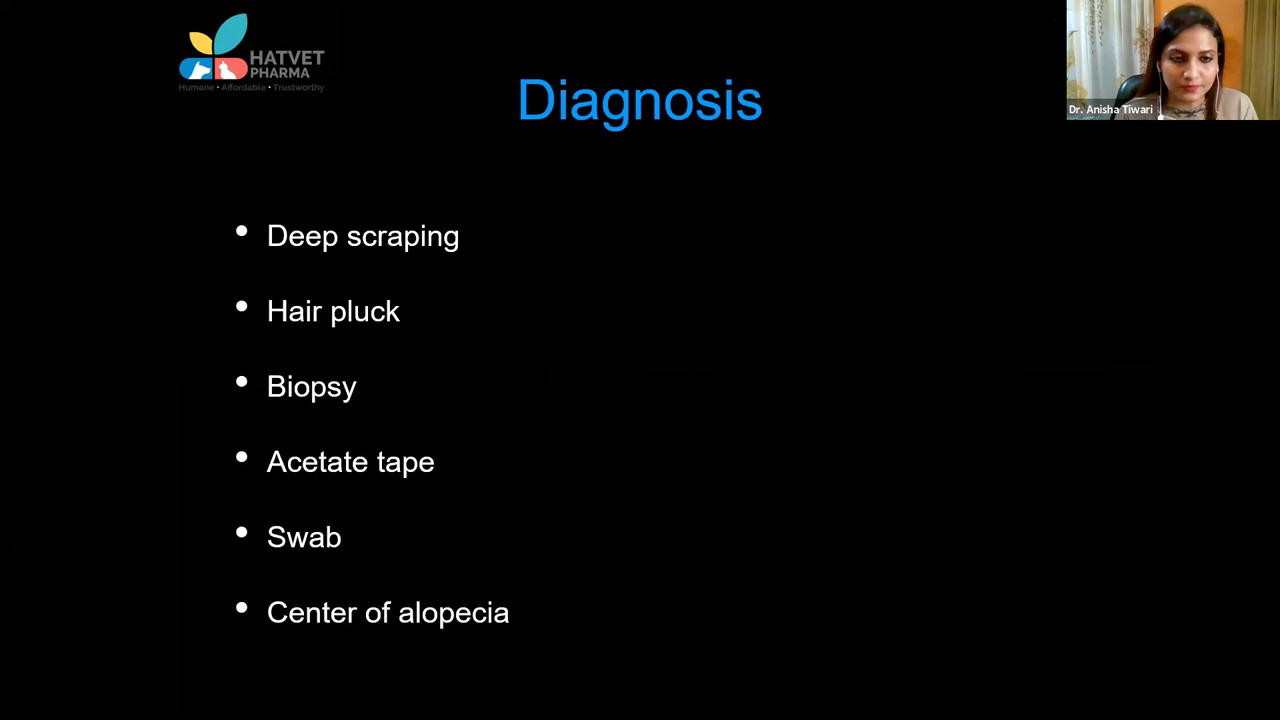 HATVET
PHARMA
Humane • Affordable • Trustworthy
Dr. Anisha Tiwari
Diagnosis
• Deep scraping
• Hair pluck
• Biopsy
• Acetate tape
• Swab
• Center of alopecia